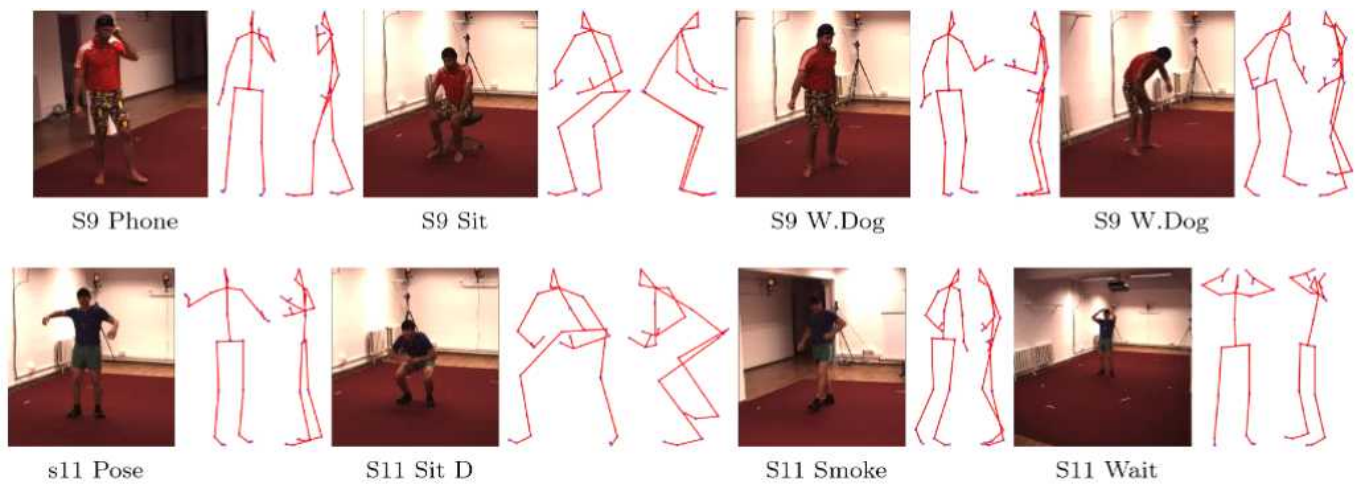 S9 Phone
S9 Sit
S9 W.Dog
S9 W.Dog
s11 Pose
S11 Sit D
S11 Smoke
S11 Wait